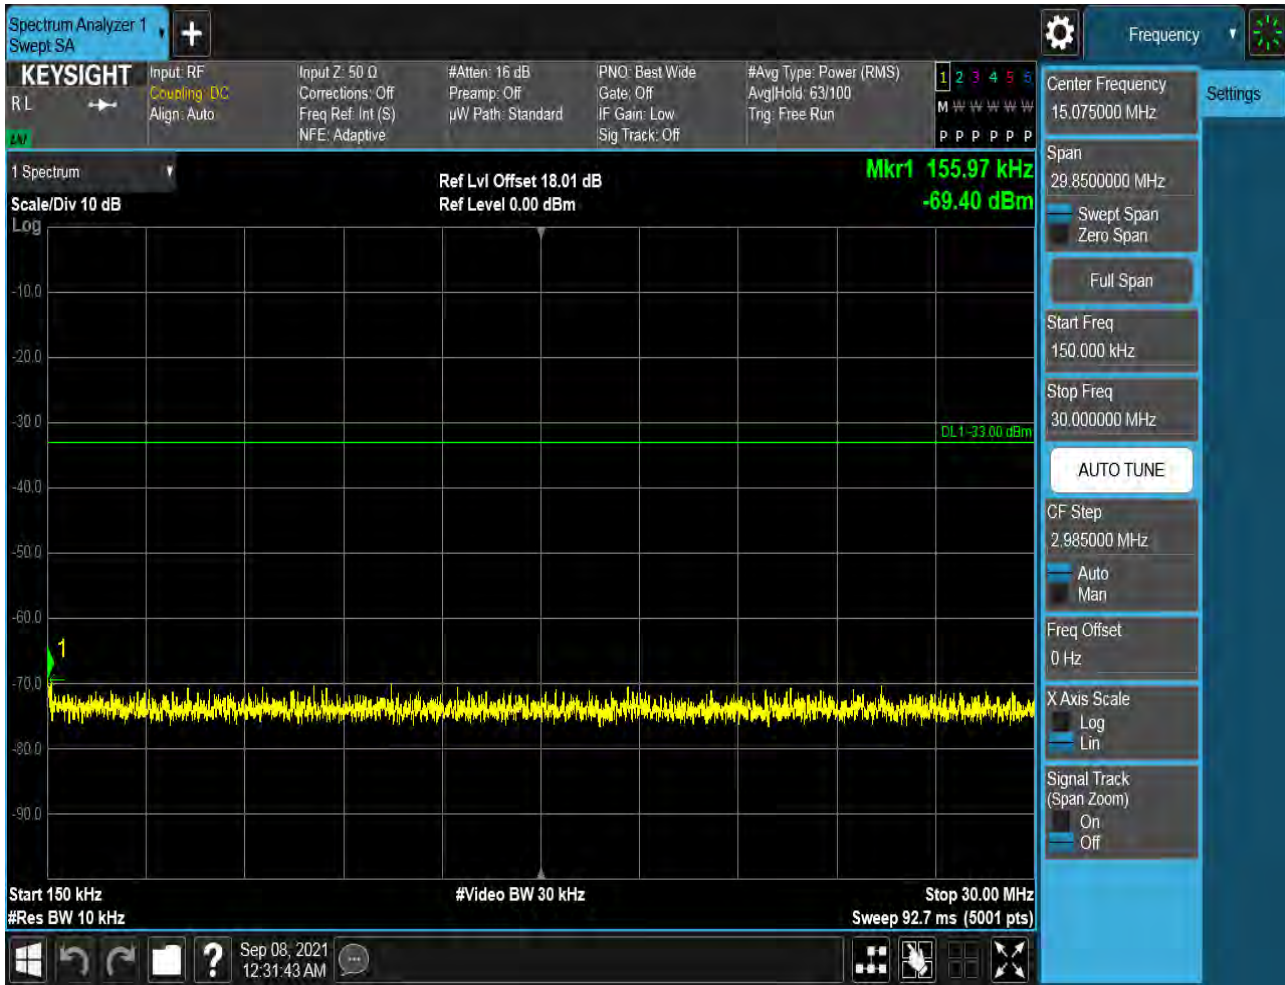 Spectrum Analyzer 1
Swept SA
+
Frequency
KEYSIGHT
R L
LNI
Input: RF
Coupling: DC
Align: Auto
Input Z: 50 Ω
Corrections: Off
Freq Ref: Int (S)
NFE: Adaptive
#Atten: 16 dB
Preamp: Off
µW Path: Standard
PNO: Best Wide
Gate: Off
IF Gain: Low
Sig Track: Off
#Avg Type: Power (RMS)
Avg|Hold: 63/100
Trig: Free Run
1 2 3 4 5 6
M W W W W W
P P P P P P
1 Spectrum
Scale/Div 10 dB
Log
Ref Lvl Offset 18.01 dB
Ref Level 0.00 dBm
Mkr1 155.97 kHz
-69.40 dBm
-10.0
-20.0
-30.0
DL1 -33.00 dBm
-40.0
-50.0
-60.0
1
-70.0
-80.0
-90.0
Start 150 kHz
#Res BW 10 kHz
#Video BW 30 kHz
Stop 30.00 MHz
Sweep 92.7 ms (5001 pts)
Center Frequency
15.075000 MHz
Settings
Span
29.8500000 MHz
Swept Span
Zero Span
Full Span
Start Freq
150.000 kHz
Stop Freq
30.000000 MHz
AUTO TUNE
CF Step
2.985000 MHz
Auto
Man
Freq Offset
0 Hz
X Axis Scale
Log
Lin
Signal Track
(Span Zoom)
On
Off
?
Sep 08, 2021
12:31:43 AM